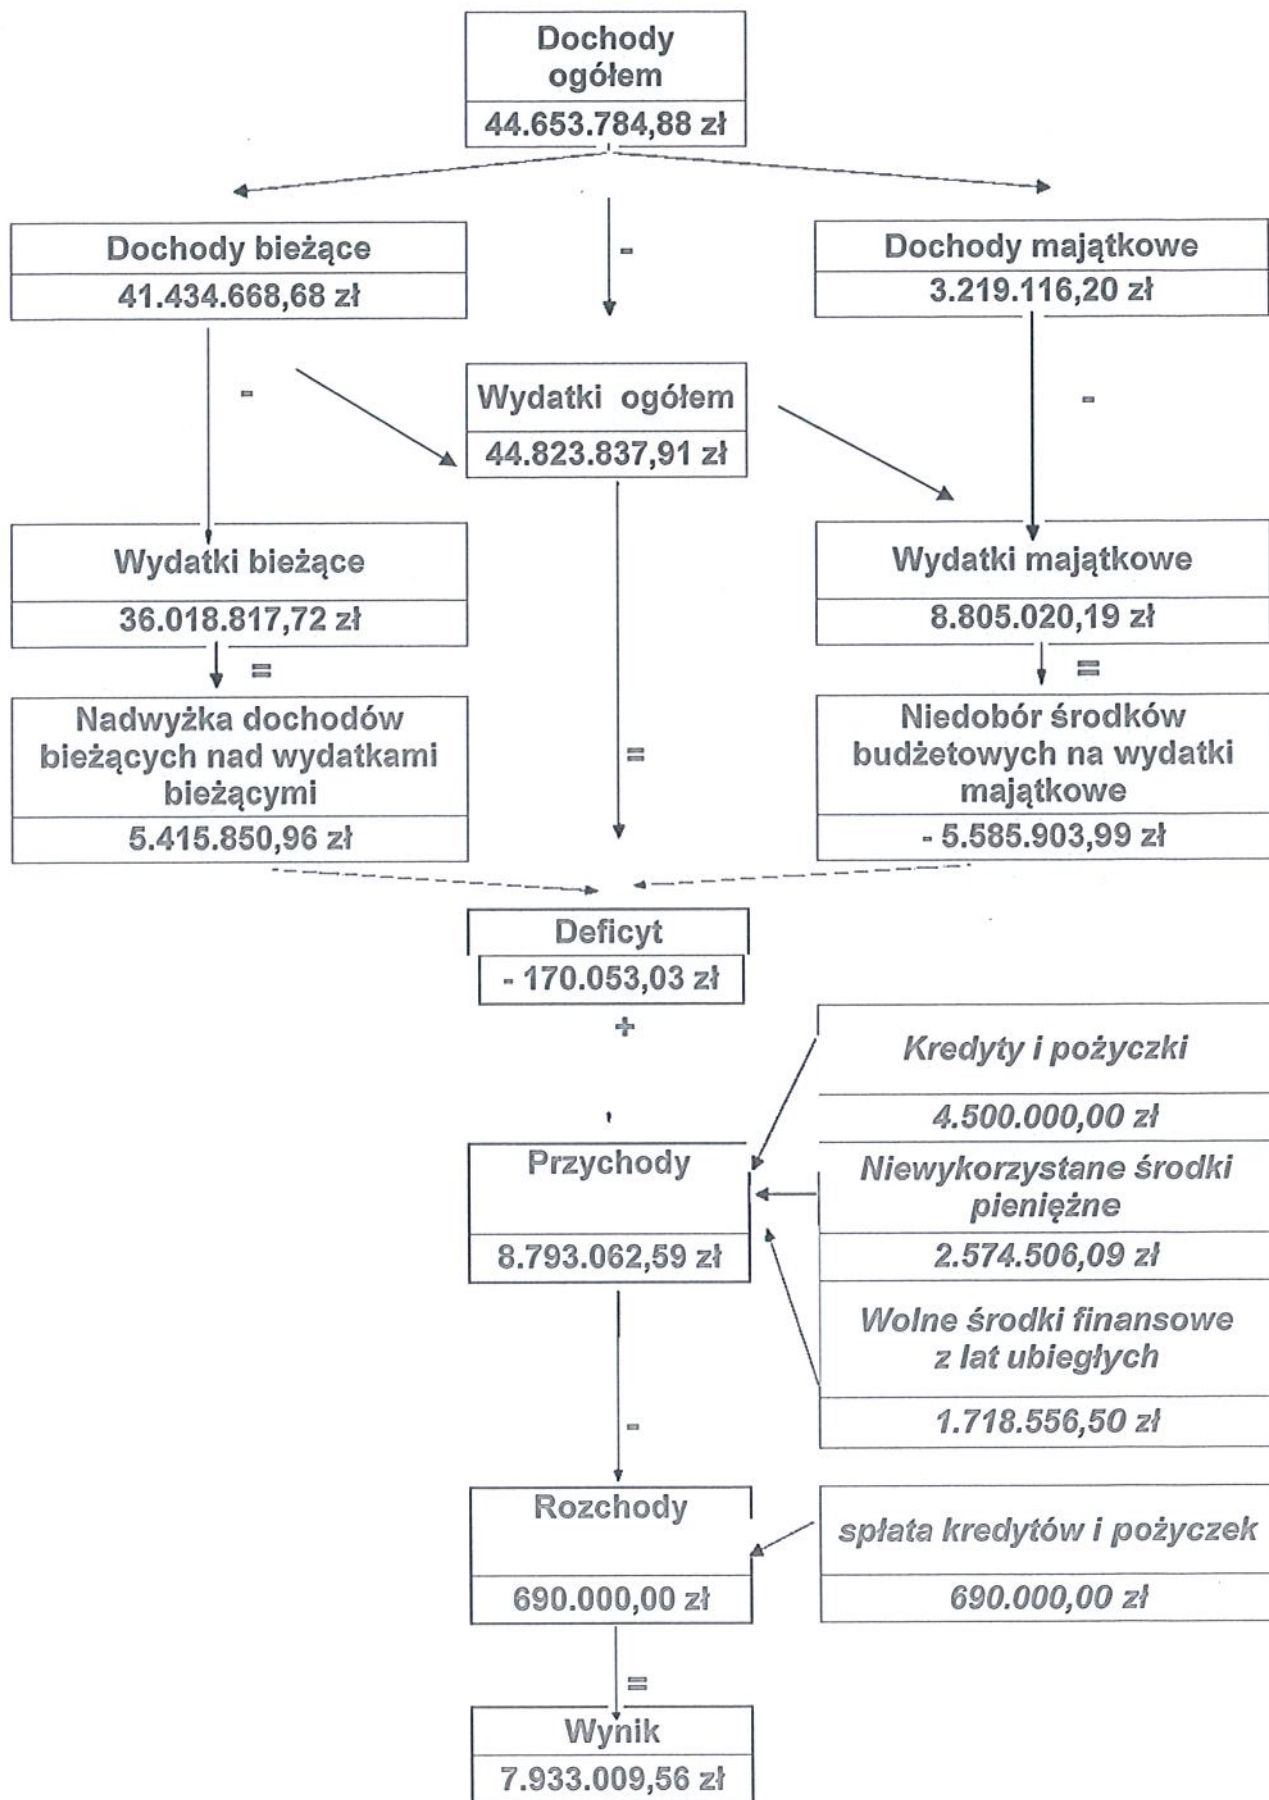 Dochody
ogółem
44.653.784,88 zł
Dochody bieżące
41.434.668,68 zł
-
Dochody majątkowe
3.219.116,20 zł
-
Wydatki ogółem
44.823.837,91 zł
-
Wydatki bieżące
36.018.817,72 zł
=
Wydatki majątkowe
8.805.020,19 zł
=
Nadwyżka dochodów
bieżących nad wydatkami
bieżącymi
5.415.850,96 zł
=
Niedobór środków
budżetowych na wydatki
majątkowe
- 5.585.903,99 zł
Deficyt
- 170.053,03 zł
+
Kredyty i pożyczki
4.500.000,00 zł
Przychody
8.793.062,59 zł
Niewykorzystane środki
pieniężne
2.574.506,09 zł
Wolne środki finansowe
z lat ubiegłych
1.718.556,50 zł
-
Rozchody
690.000,00 zł
spłata kredytów i pożyczek
690.000,00 zł
=
Wynik
7.933.009,56 zł